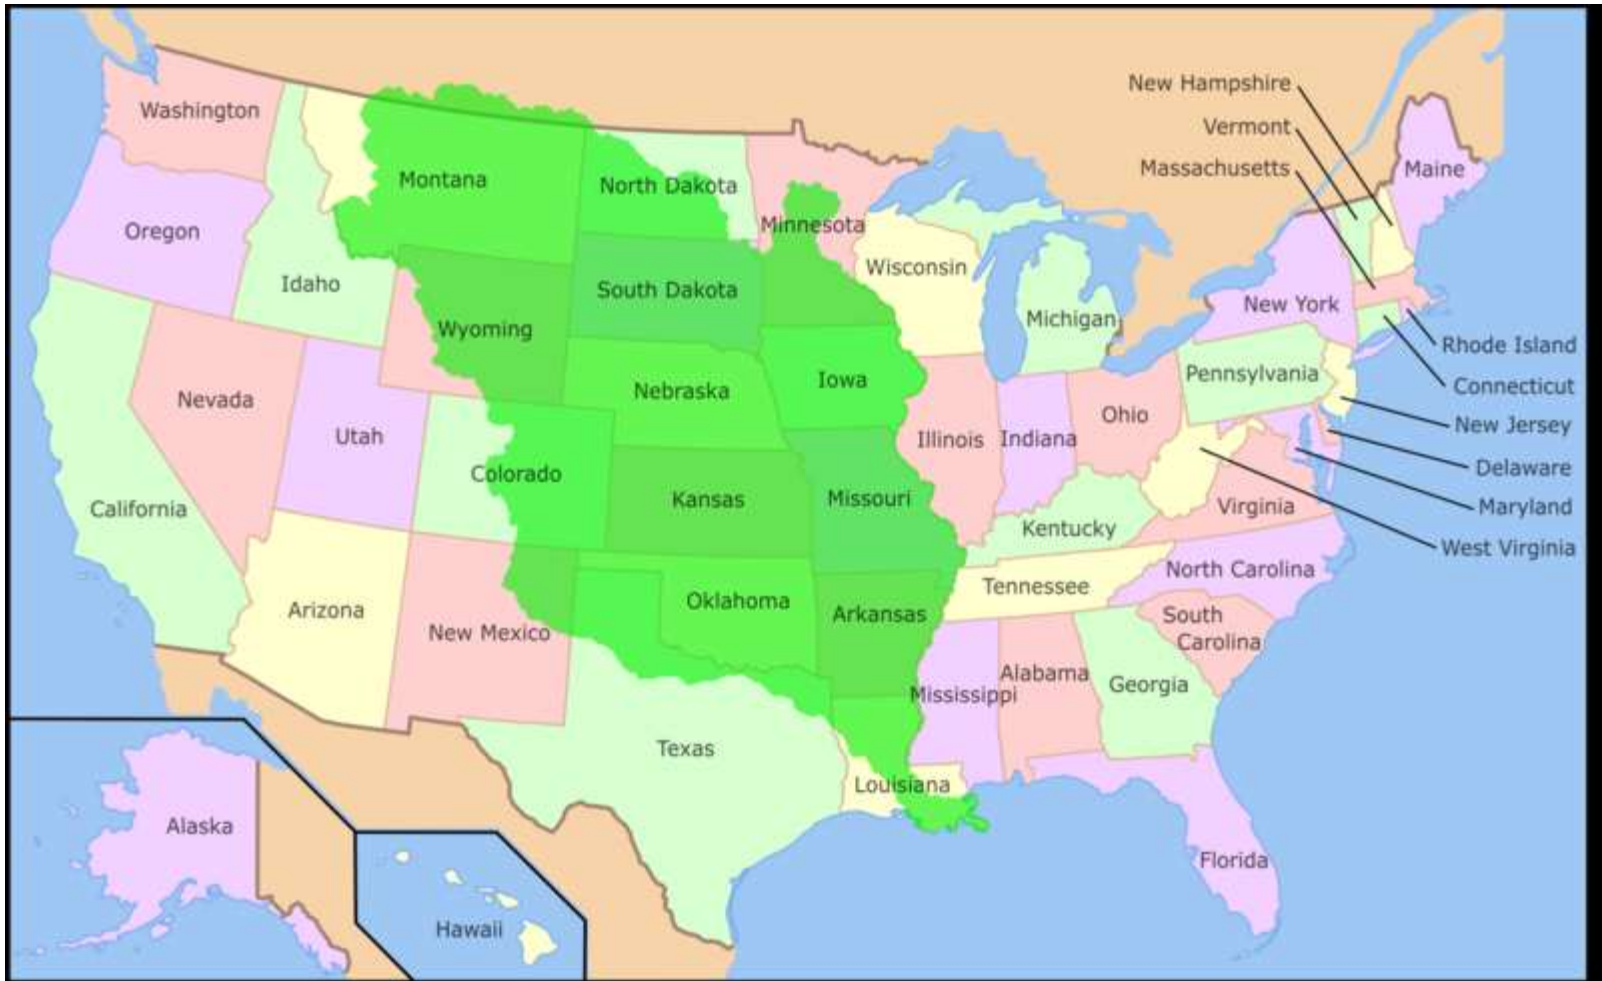 New Hampshire
Washington
Vermont
Massachusetts
Maine
Montana
North Dakota
Minnesota
Oregon
Wisconsin
Idaho
South Dakota
New York
Michigan
Wyoming
Rhode Island
Pennsylvania
Iowa
Connecticut
Nebraska
Nevada
Ohio
New Jersey
Utah
Illinois
Indiana
Colorado
Delaware
Kansas
Missouri
California
Virginia
Maryland
Kentucky
West Virginia
North Carolina
Tennessee
Oklahoma
Arizona
Arkansas
South
Carolina
New Mexico
Alabama
Georgia
Mississippi
Texas
Louisiana
Alaska
Florida
Hawaii